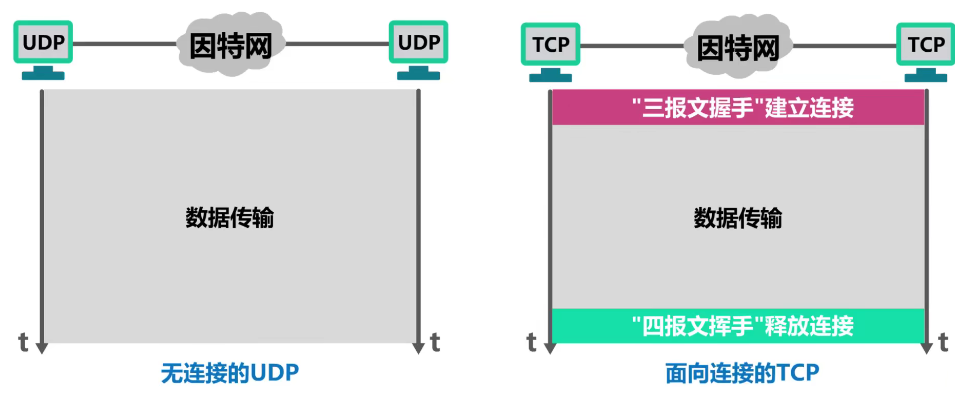 UDP
因特网
UDP
数据传输
t
t
无连接的UDP
TCP
因特网
TCP
"三报文握手"建立连接
数据传输
"四报文挥手"释放连接
t
t
面向连接的TCP